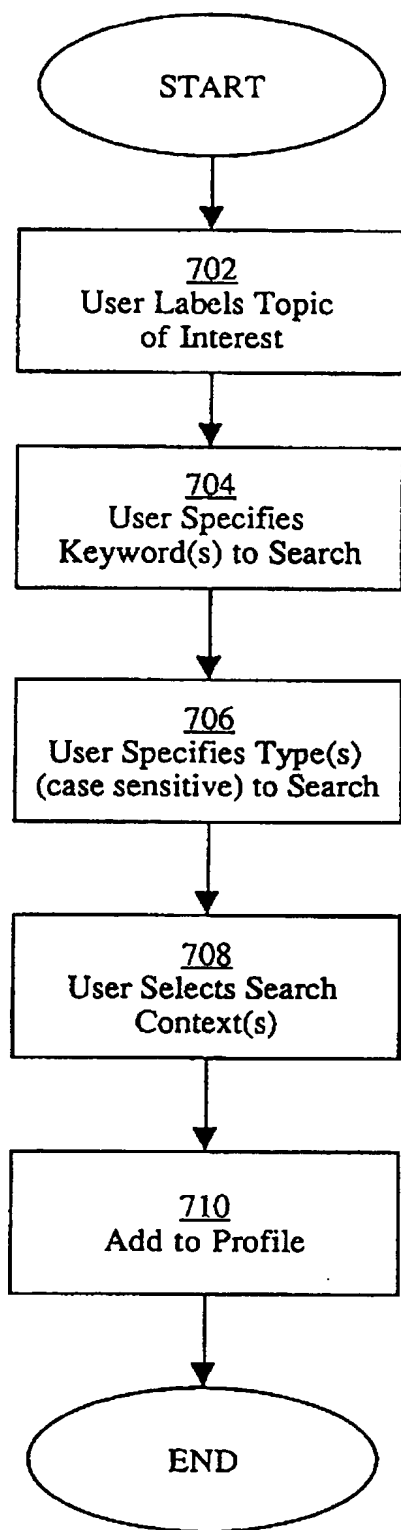 START
702
User Labels Topic
of Interest
704
User Specifies
Keyword(s) to Search
706
User Specifies Type(s)
(case sensitive) to Search
708
User Selects Search
Context(s)
710
Add to Profile
END